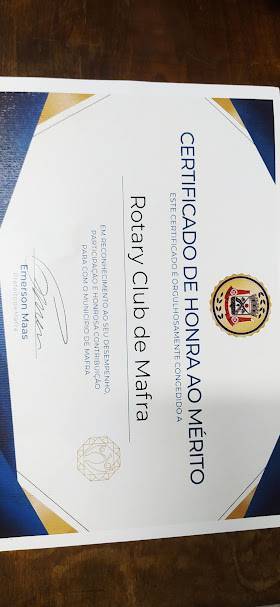 CERTIFICADO DE HONRA AO MÉRITO
ESTE CERTIFICADO É ORGULHOSAMENTE CONCEDIDO A
Rotary Club de Mafra
EM RECONHECIMENTO AO SEU DESEMPENHO,
PARTICIPAÇÃO E HONROSA CONTRIBUIÇÃO
PARA COM O MUNICÍPIO DE MAFRA
Emerson Maas